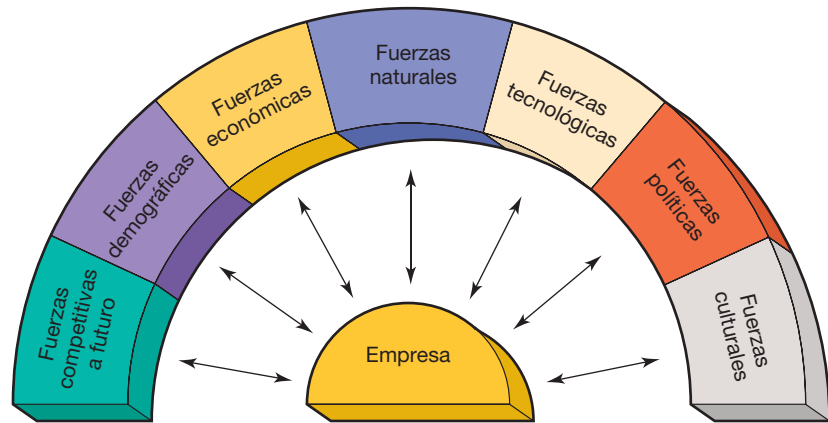 Fuerzas
competitivas
a futuro
Fuerzas
demográficas
Fuerzas
económicas
Fuerzas
naturales
Fuerzas
tecnológicas
Fuerzas
políticas
Fuerzas
culturales
Empresa